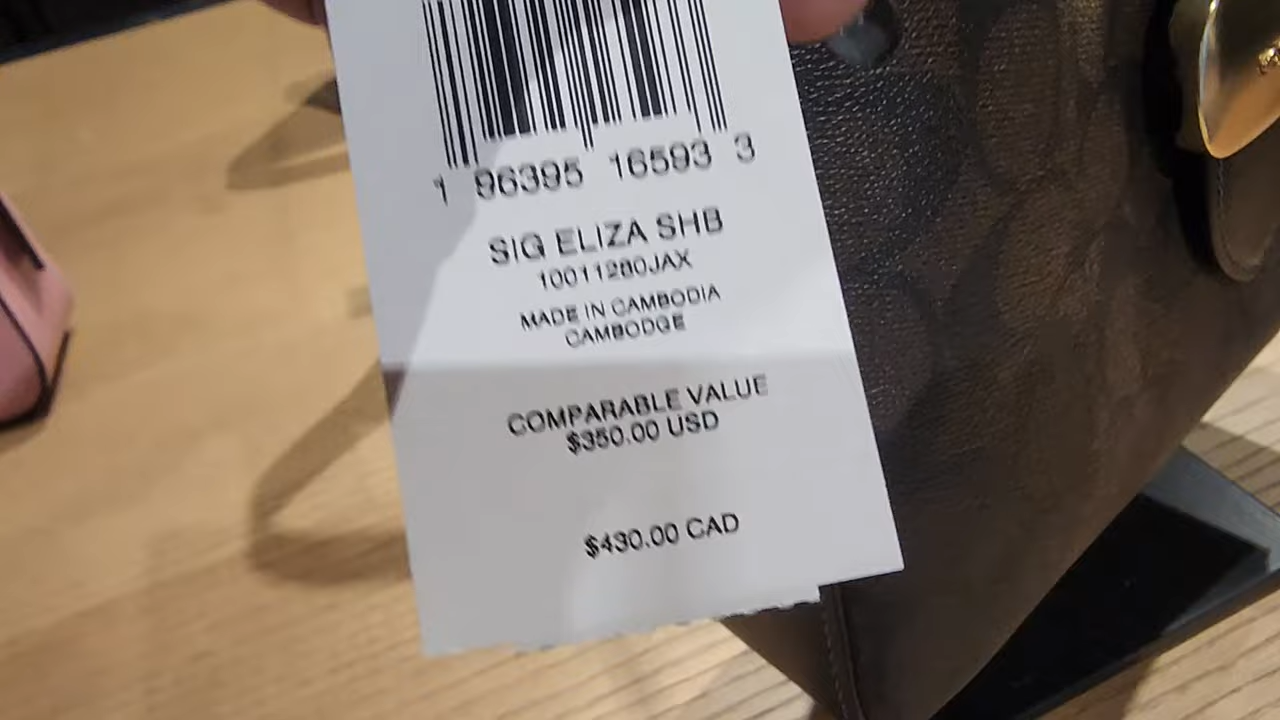 1 96395 16593 3
SIG ELIZA SHB
10011280JAX
MADE IN CAMBODIA
CAMBODGE
COMPARABLE VALUE
$350.00 USD
$430.00 CAD